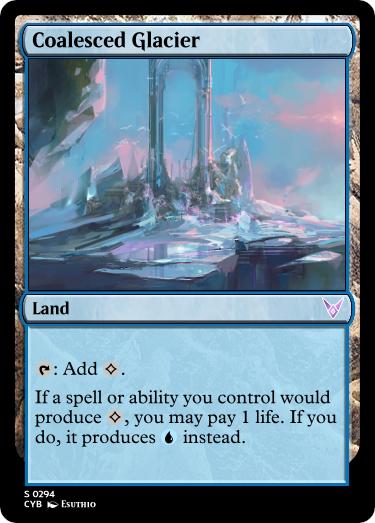 Coalesced Glacier
Land
: Add .
If a spell or ability you control would
produce , you may pay 1 life. If you
do, it produces instead.
S 0294
CYB Esuthio